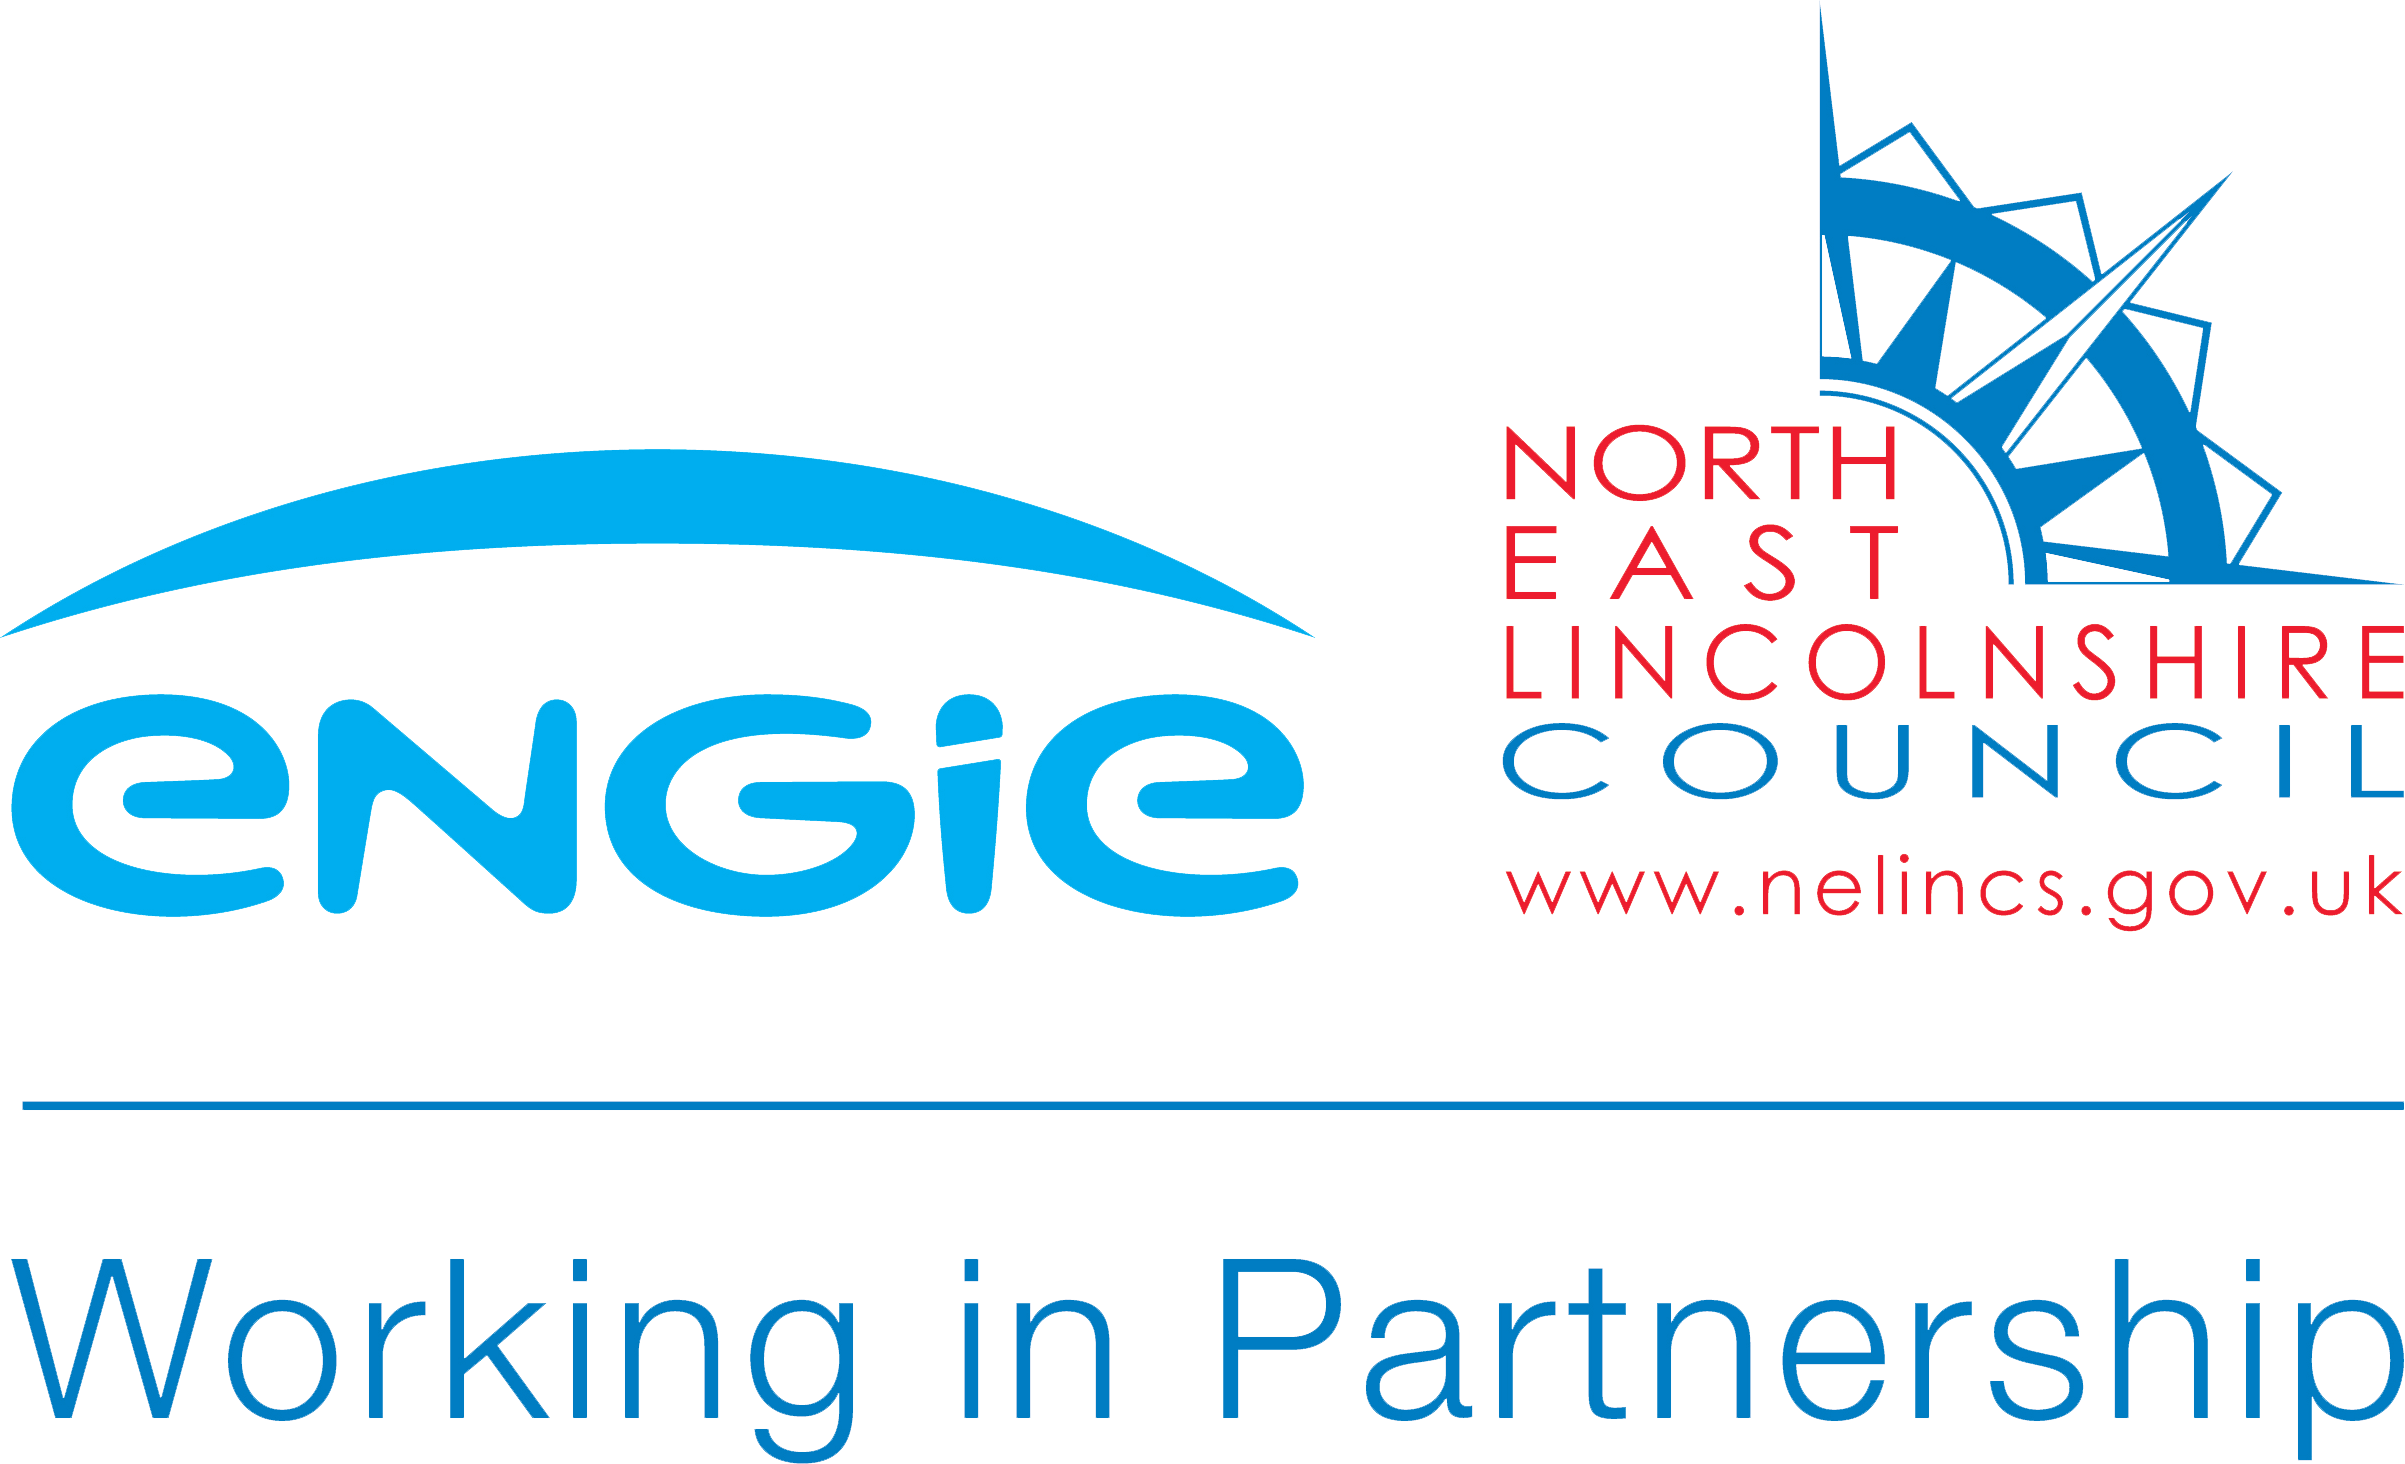 ENGIE
NORTH
EAST
LINCOLNSHIRE
COUNCIL
www.nelincs.gov.uk
Working in Partnership